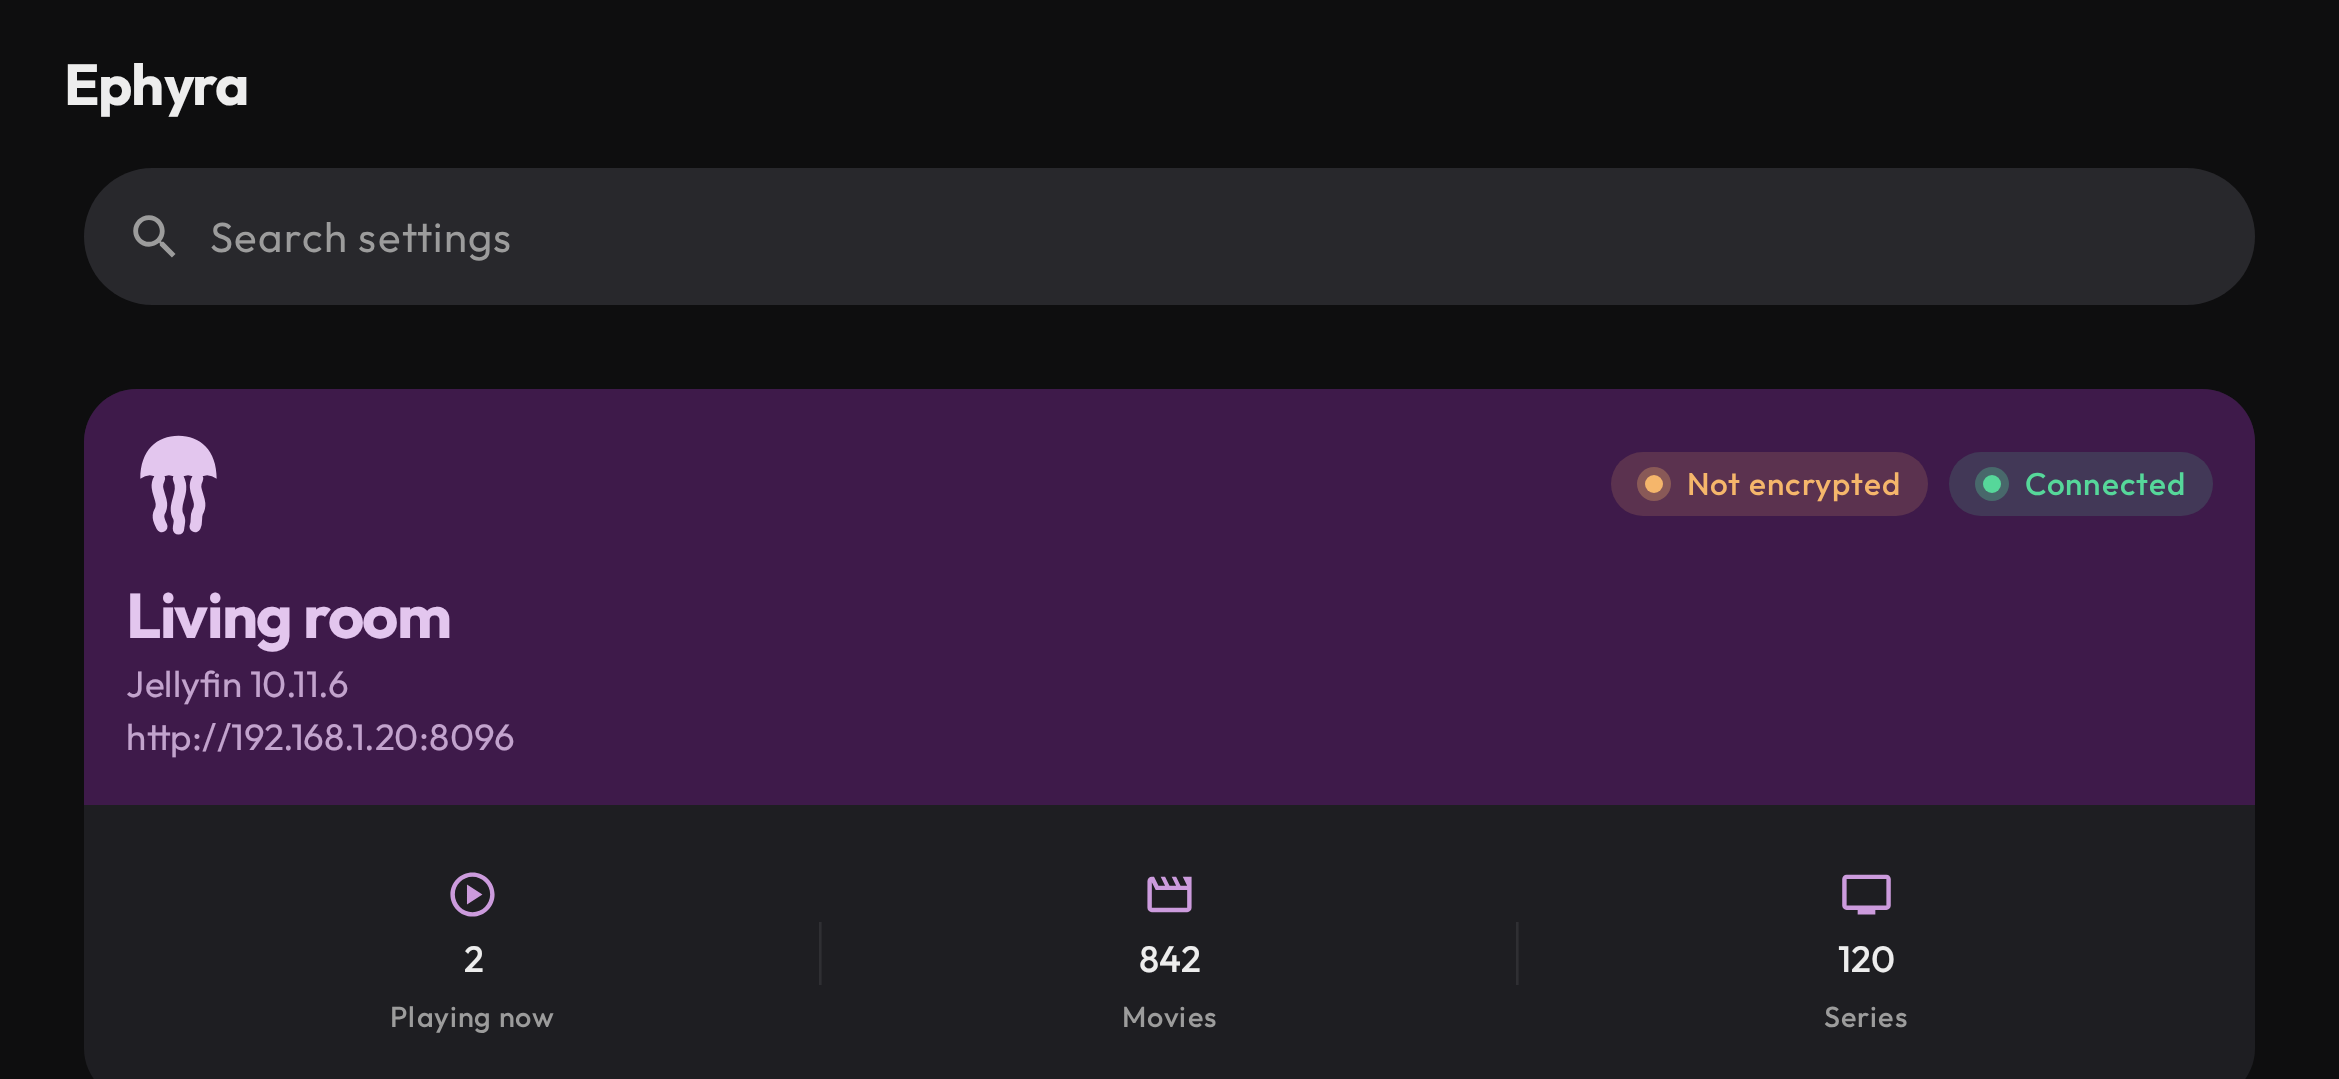 Ephyra
Search settings
Not encrypted
Connected
Living room
Jellyfin 10.11.6
http://192.168.1.20:8096
2
Playing now
842
Movies
120
Series